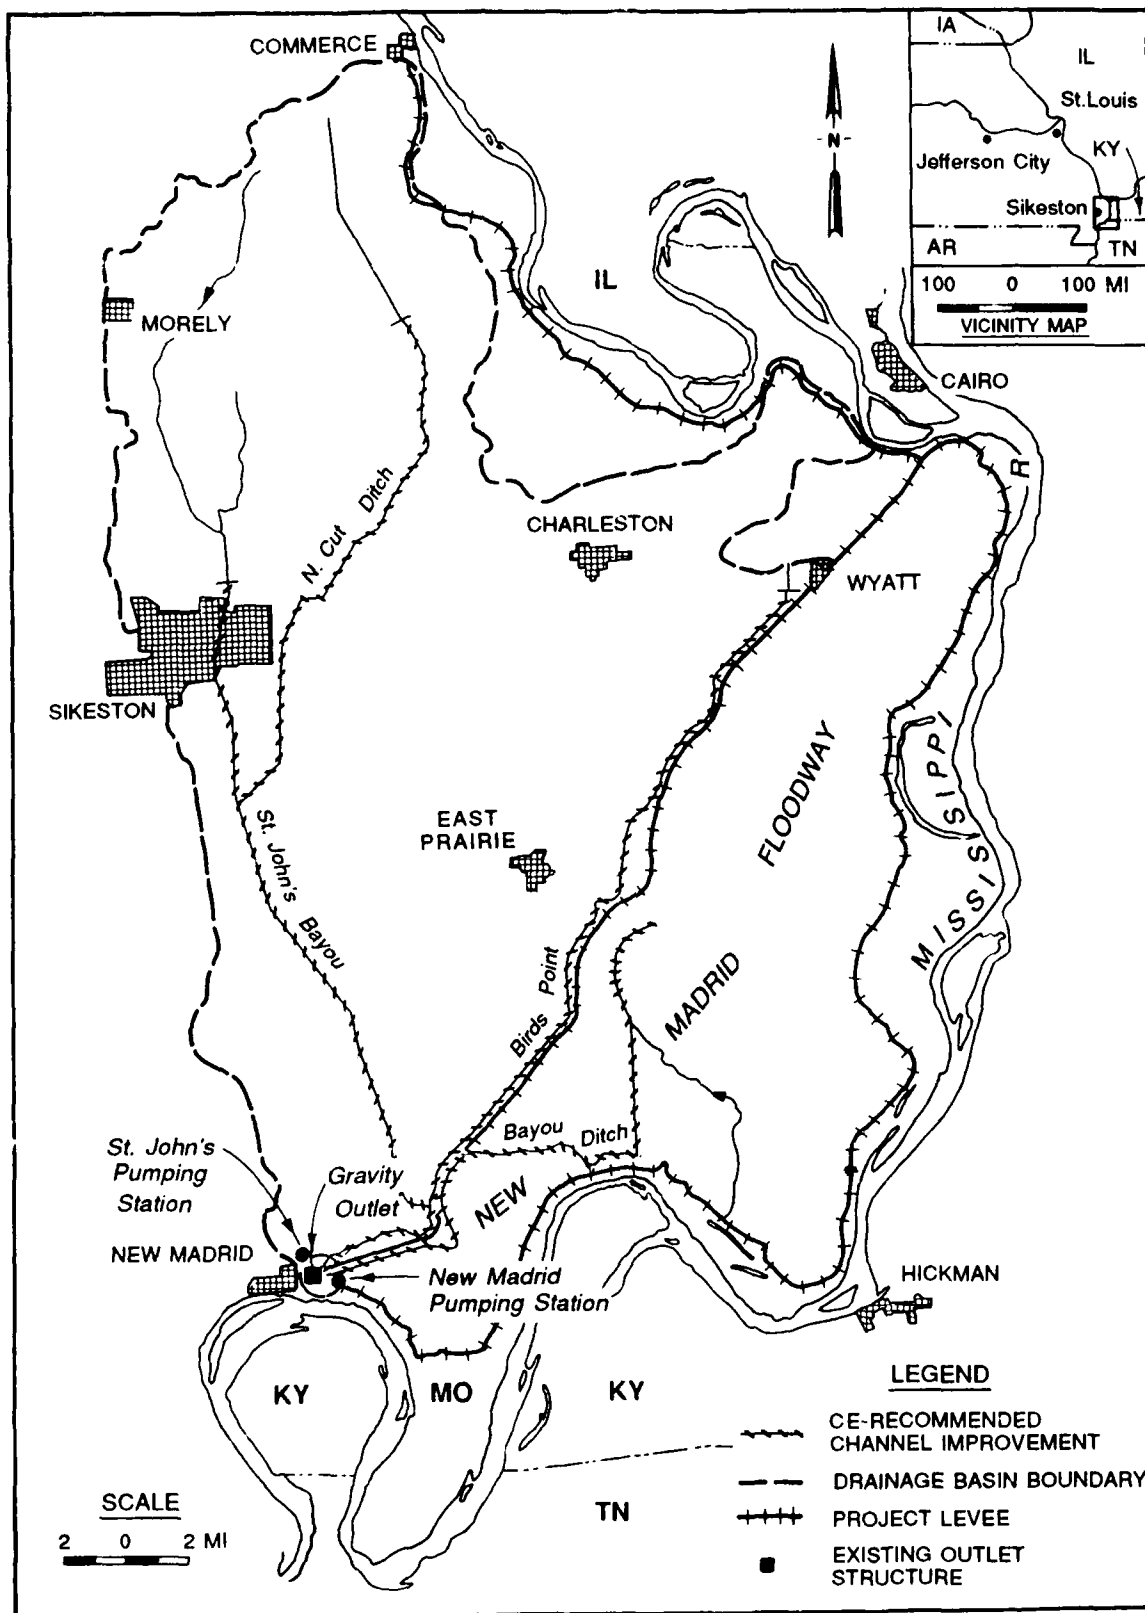 COMMERCE
IA
IL
St.Louis
Jefferson City
KY
Sikeston
AR
TN
100 0 100 MI
VICINITY MAP
N
IL
MORELY
CAIRO
R
N. Cut Ditch
CHARLESTON
WYATT
SIKESTON
MISSISSIPPI
FLOODWAY
EAST
PRAIRIE
St. John's Bayou
Birds Point
MADRID
Bayou Ditch
NEW
St. John's
Pumping
Station
Gravity
Outlet
NEW MADRID
New Madrid
Pumping Station
HICKMAN
KY
MO
KY
TN
LEGEND
CE-RECOMMENDED
CHANNEL IMPROVEMENT
DRAINAGE BASIN BOUNDARY
PROJECT LEVEE
EXISTING OUTLET
STRUCTURE
SCALE
2 0 2 MI